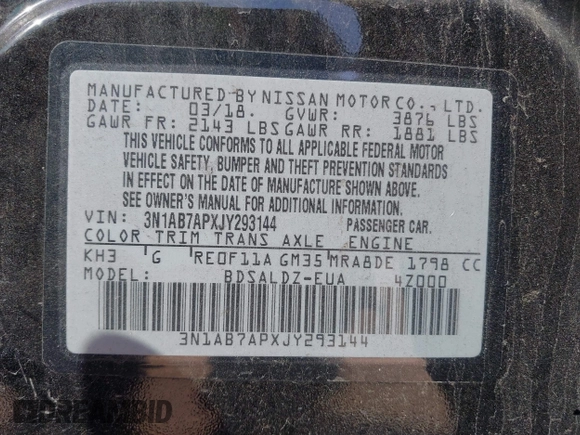 MANUFACTURED BY NISSAN MOTOR CO., LTD.
DATE: 03/18. GVWR: 3876 LBS
GAWR FR: 2143 LBS GAWR RR: 1881 LBS
THIS VEHICLE CONFORMS TO ALL APPLICABLE FEDERAL MOTOR
VEHICLE SAFETY, BUMPER AND THEFT PREVENTION STANDARDS
IN EFFECT ON THE DATE OF MANUFACTURE SHOWN ABOVE.
SEE OWNER'S MANUAL FOR ADDITIONAL INFORMATION.
VIN: 3N1AB7APXJY293144 PASSENGER CAR.
COLOR TRIM TRANS AXLE ENGINE
KH3 G RE0F11A GM35 MRA8DE 1798 CC
BDSALDZ-EUA 4Z000
3N1AB7APXJY293144
DREAMBID